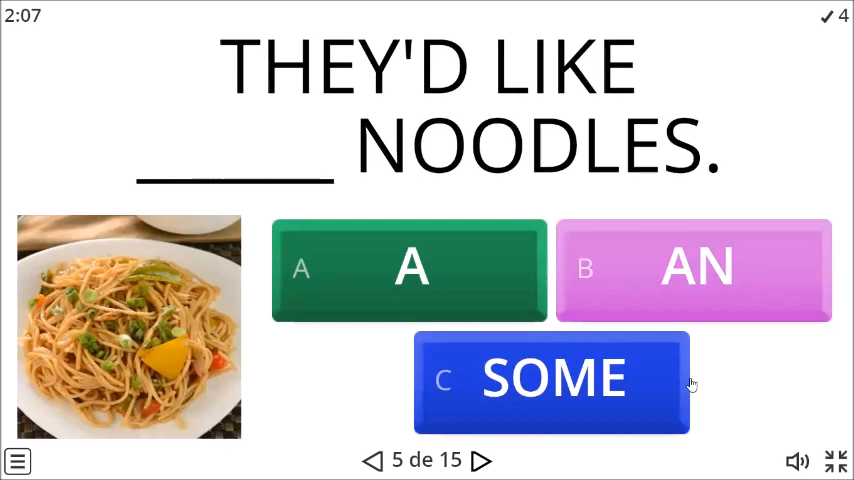 2:07
4
THEY'D LIKE
______ NOODLES.
A A
B AN
C SOME
5 de 15